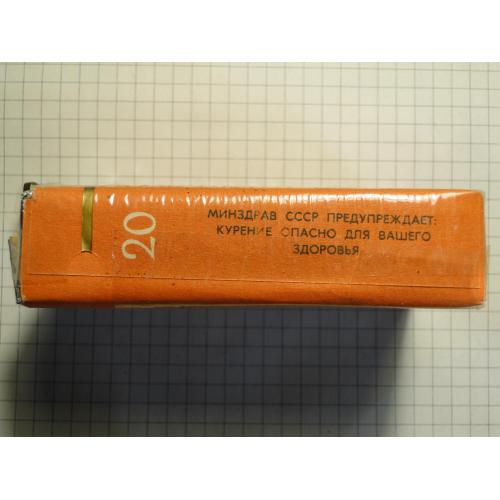 20
МИНЗДРАВ СССР ПРЕДУПРЕЖДАЕТ:
КУРЕНИЕ ОПАСНО ДЛЯ ВАШЕГО
ЗДОРОВЬЯ